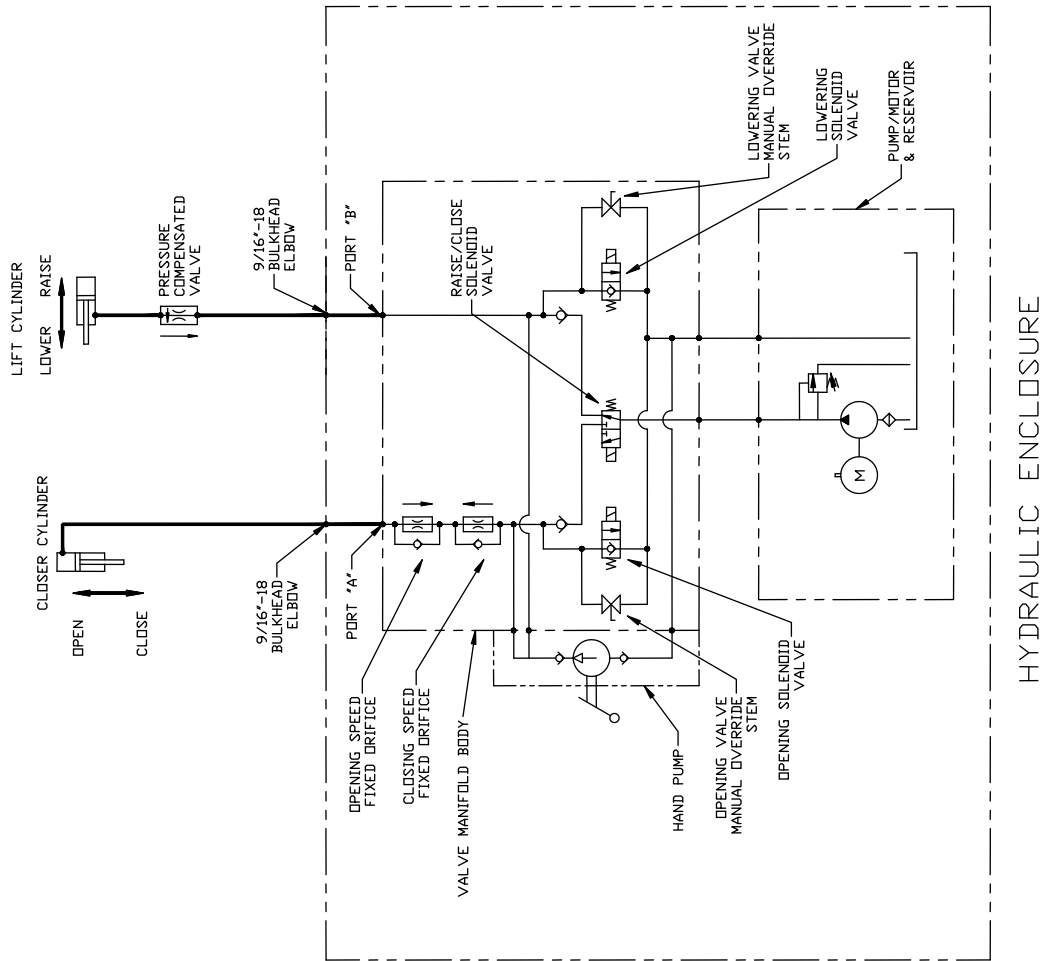 LIFT CYLINDER
LOWER RAISE
PRESSURE
COMPENSATED
VALVE
9/16"-18
BULKHEAD
ELBOW
PORT "B"
RAISE/CLOSE
SOLENOID
VALVE
LOWERING VALVE
MANUAL OVERRIDE
STEM
LOWERING
SOLENOID
VALVE
PUMP/MOTOR
& RESERVOIR
CLOSER CYLINDER
OPEN
CLOSE
9/16"-18
BULKHEAD
ELBOW
PORT "A"
OPENING SPEED
FIXED ORIFICE
CLOSING SPEED
FIXED ORIFICE
VALVE MANIFOLD BODY
HAND PUMP
OPENING VALVE
MANUAL OVERRIDE
STEM
OPENING SOLENOID
VALVE
M
HYDRAULIC ENCLOSURE